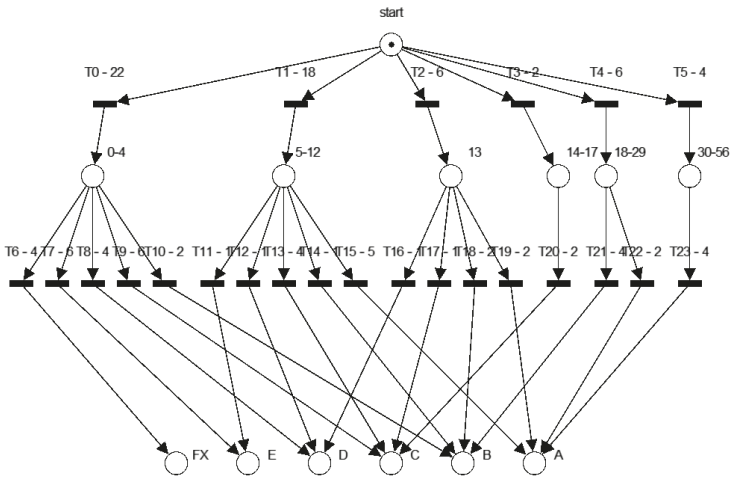 start
T0 - 22 T1 - 18 T2 - 6 T3 - 2 T4 - 6 T5 - 4
0-4 5-12 13 14-17 18-29 30-56
T6 - 4 T7 - 6 T8 - 4 T9 - 6 T10 - 2 T11 - T12 - T13 - 4 T14 - T15 - 5 T16 - 1 T17 - 1 T18 - 2 T19 - 2 T20 - 2 T21 - 4 T22 - 2 T23 - 4
FX E D C B A